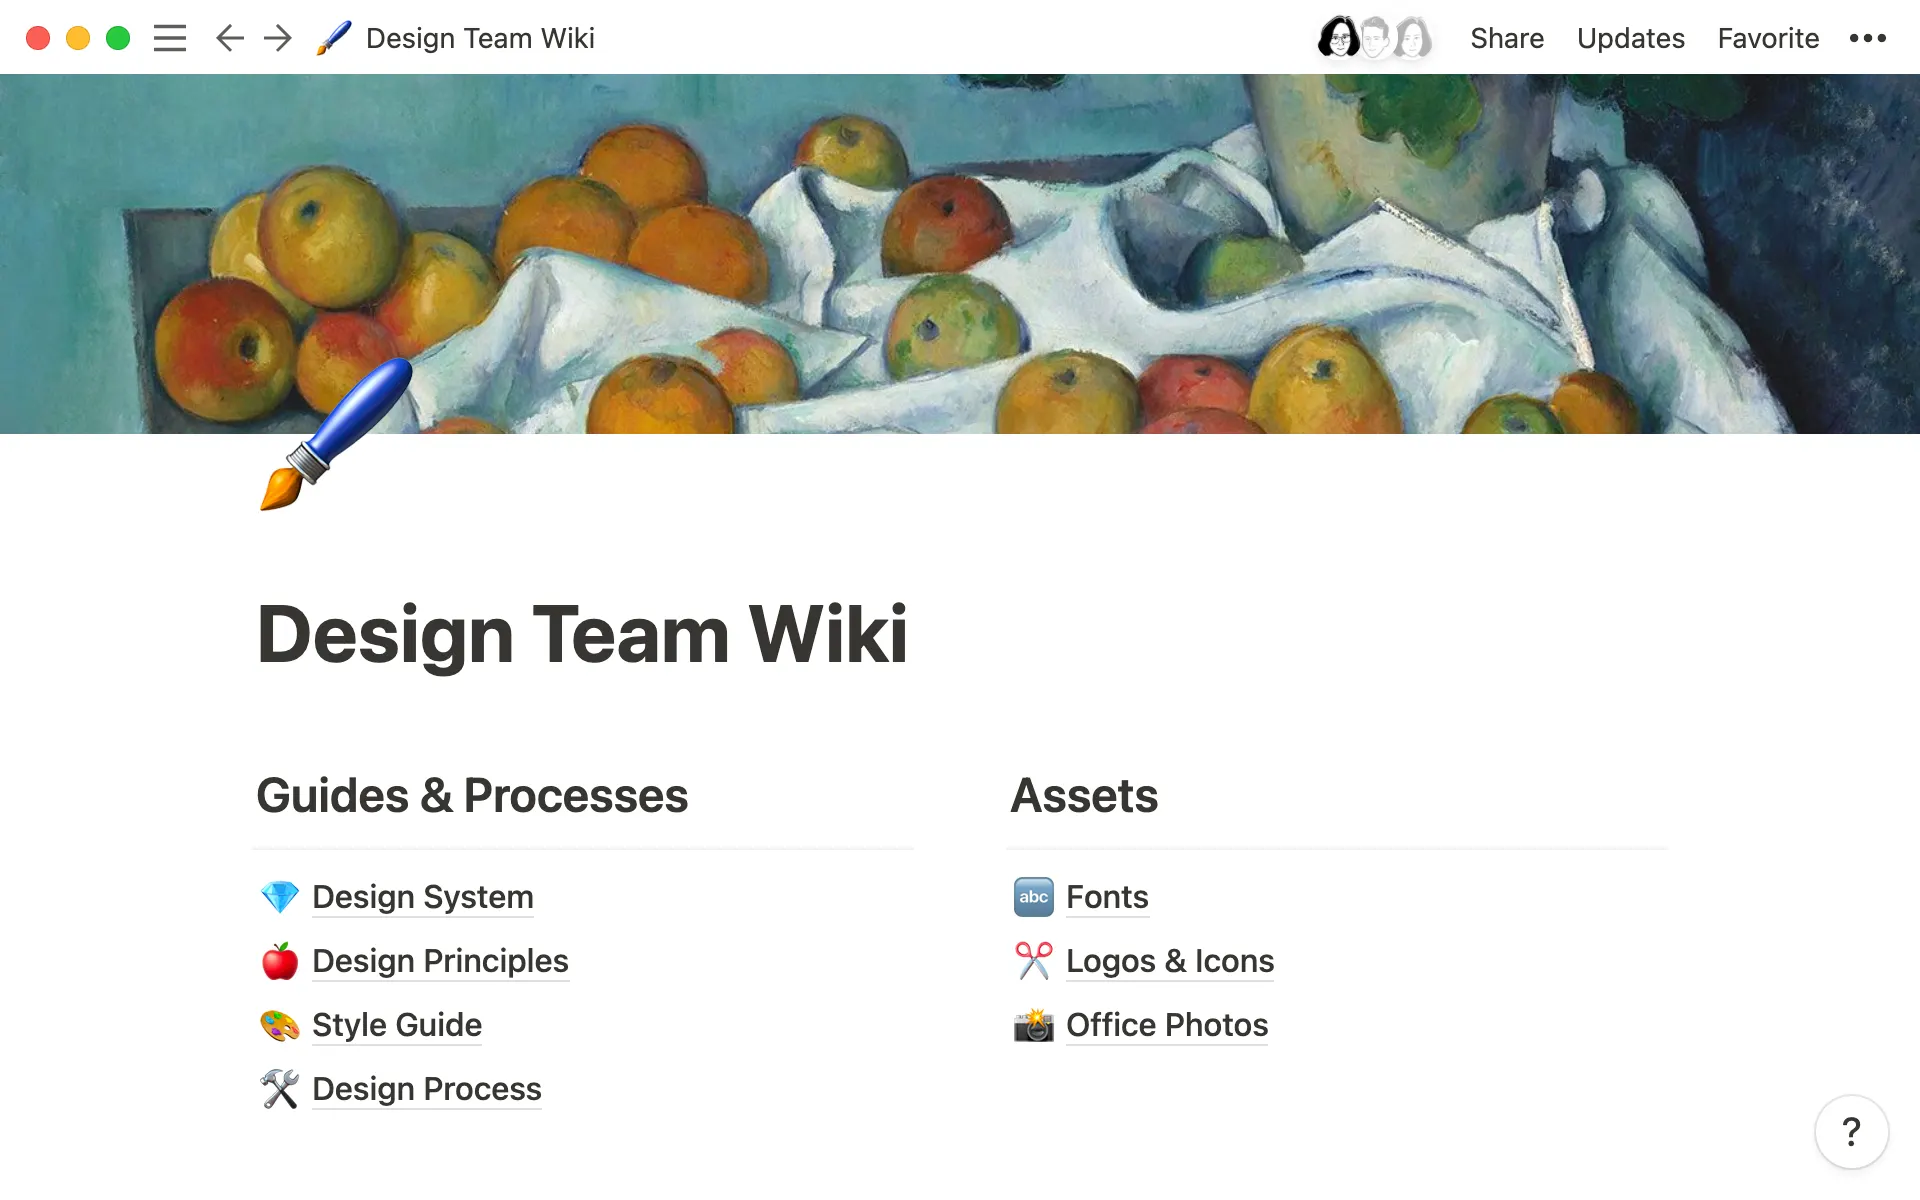 Design Team Wiki
Share Updates Favorite
Design Team Wiki
Guides & Processes
Design System
Design Principles
Style Guide
Design Process
Assets
abc Fonts
Logos & Icons
Office Photos
?